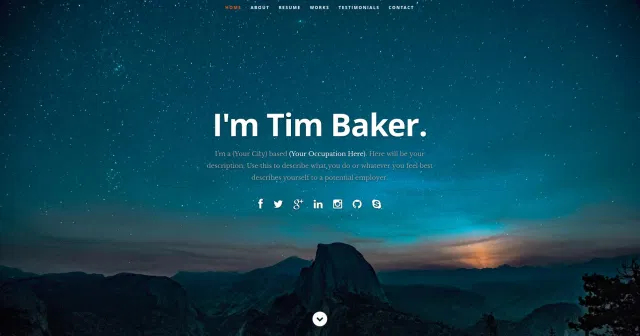 HOME ABOUT RESUME WORKS TESTIMONIALS CONTACT
I'm Tim Baker.
I'm a (Your City) based (Your Occupation Here). Here will be your
description. Use this to describe what you do or whatever you feel best
describes yourself to a potential employer